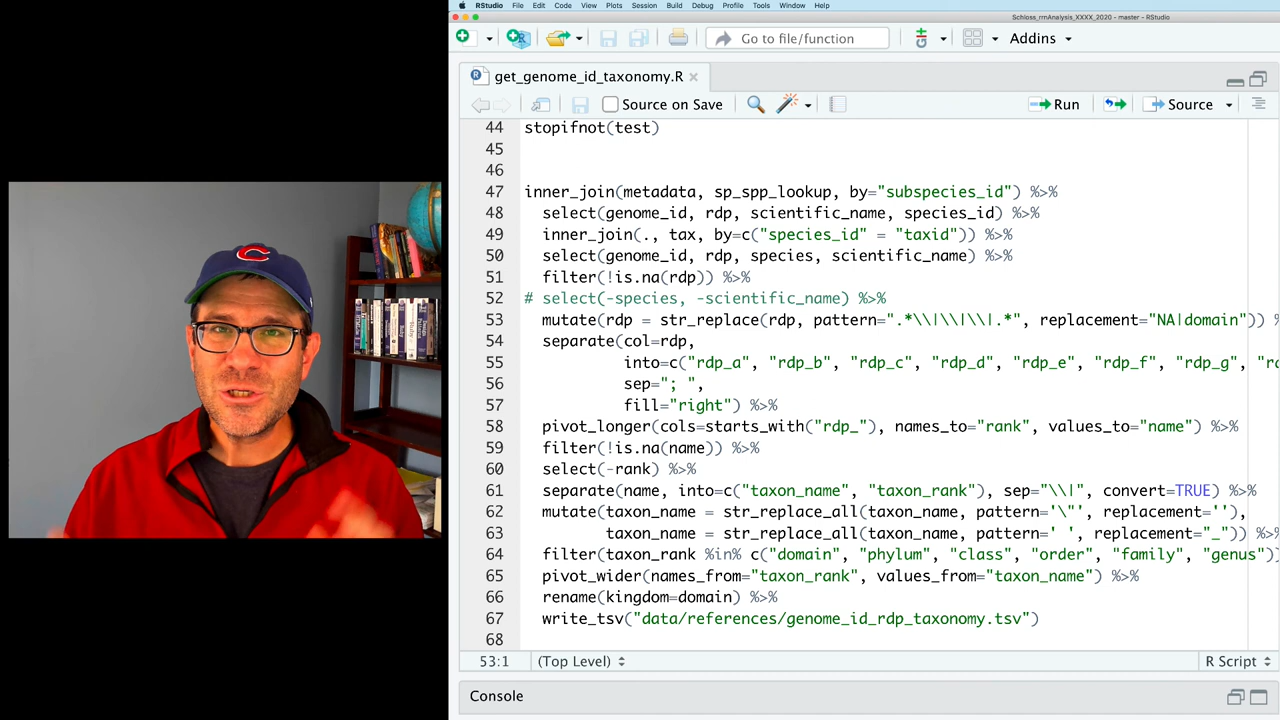 RStudio File Edit Code View Plots Session Build Debug Profile Tools Window Help
Schloss_rrnAnalysis_XXXX_2020 - master - RStudio
Go to file/function Addins
get_genome_id_taxonomy.R
Source on Save Run Source
44 stopifnot(test)
45
46
47 inner_join(metadata, sp_spp_lookup, by="subspecies_id") %>%
48 select(genome_id, rdp, scientific_name, species_id) %>%
49 inner_join(., tax, by=c("species_id" = "taxid")) %>%
50 select(genome_id, rdp, species, scientific_name) %>%
51 filter(!is.na(rdp)) %>%
52 # select(-species, -scientific_name) %>%
53 mutate(rdp = str_replace(rdp, pattern=".*\\|\\|\\|.*", replacement="NA|domain")) %
54 separate(col=rdp,
55 into=c("rdp_a", "rdp_b", "rdp_c", "rdp_d", "rdp_e", "rdp_f", "rdp_g", "rd
56 sep="; ",
57 fill="right") %>%
58 pivot_longer(cols=starts_with("rdp_"), names_to="rank", values_to="name") %>%
59 filter(!is.na(name)) %>%
60 select(-rank) %>%
61 separate(name, into=c("taxon_name", "taxon_rank"), sep="\\|", convert=TRUE) %>%
62 mutate(taxon_name = str_replace_all(taxon_name, pattern='\"', replacement=''),
63 taxon_name = str_replace_all(taxon_name, pattern=' ', replacement="_")) %>
64 filter(taxon_rank %in% c("domain", "phylum", "class", "order", "family", "genus")
65 pivot_wider(names_from="taxon_rank", values_from="taxon_name") %>%
66 rename(kingdom=domain) %>%
67 write_tsv("data/references/genome_id_rdp_taxonomy.tsv")
68
53:1 (Top Level) R Script
Console
C